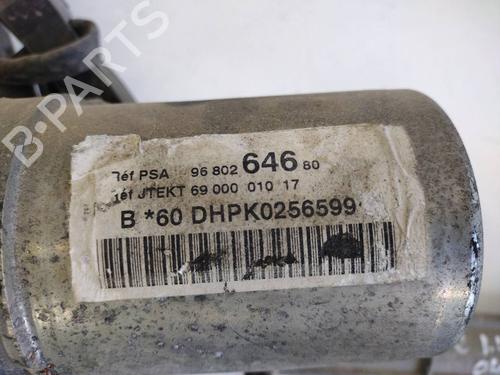 Réf PSA 96 802 646 80
Réf JTEKT 69 000 010 17
B *60 DHPK0256599
B-PARTS